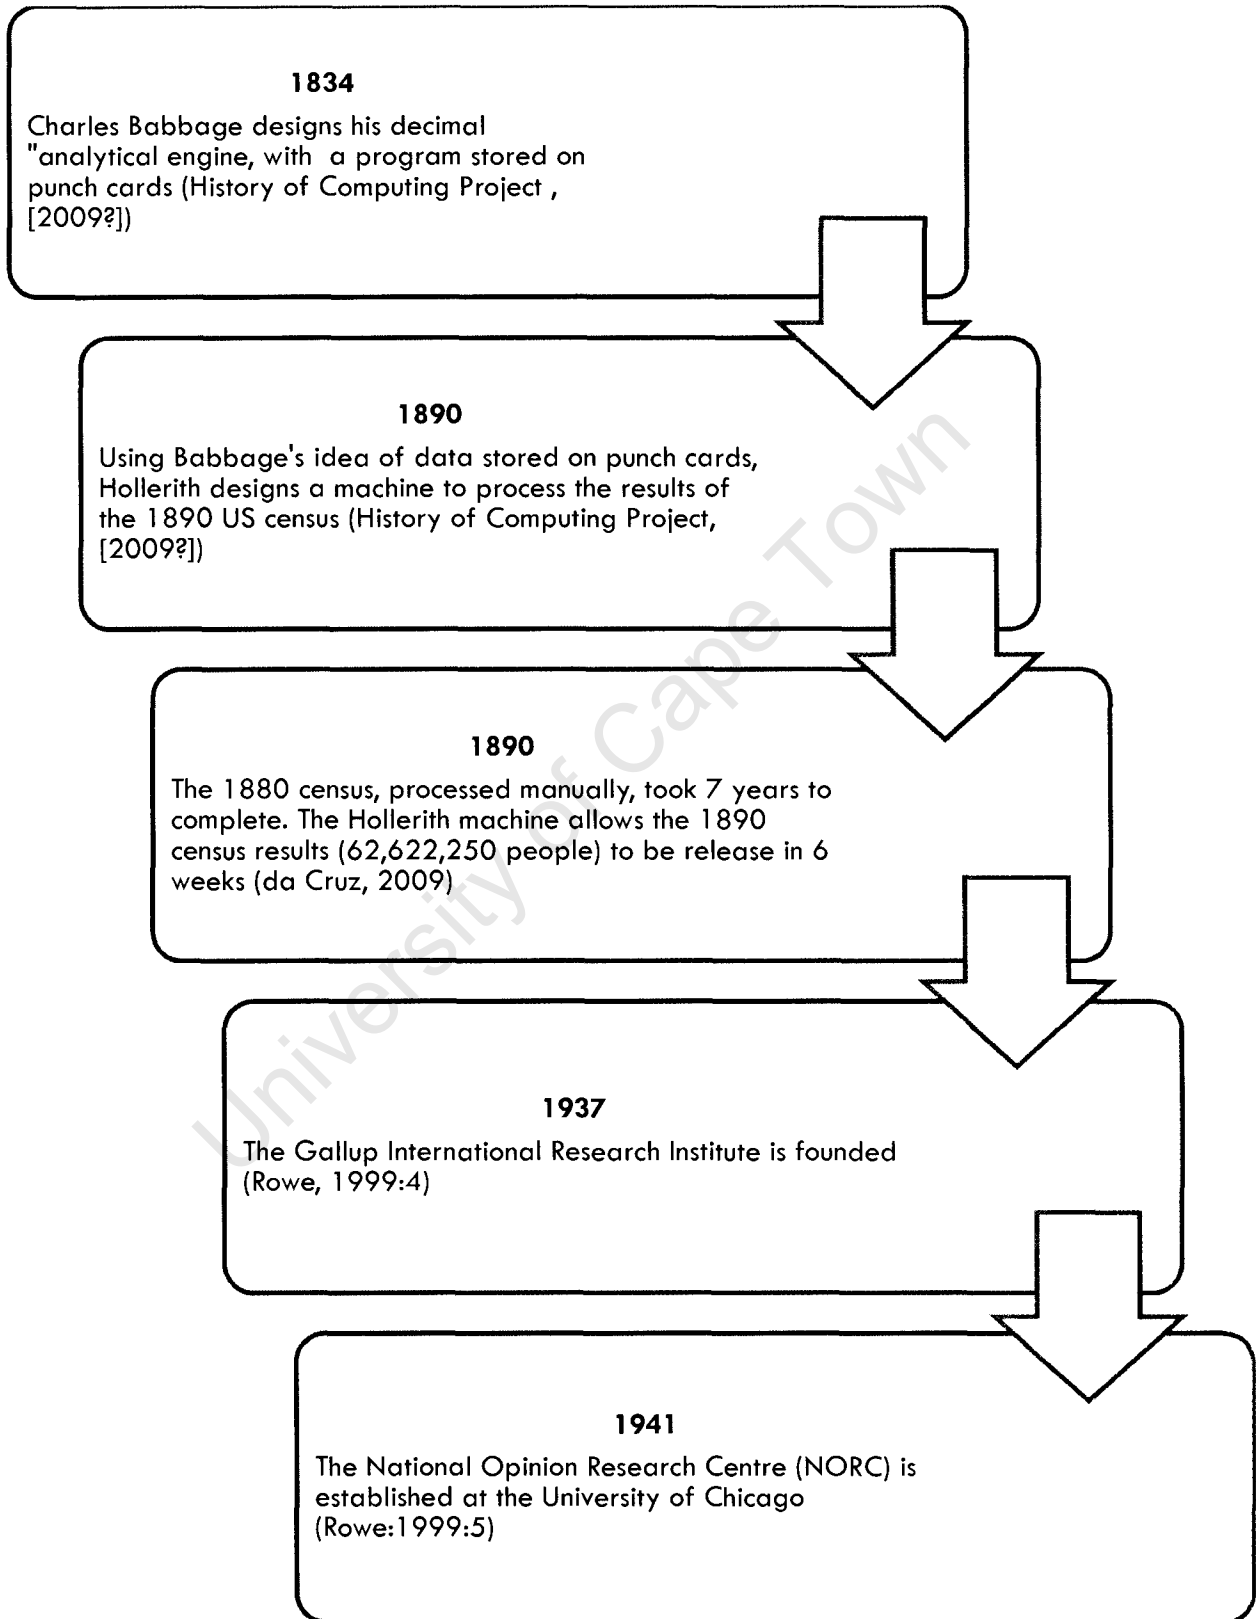 1834
Charles Babbage designs his decimal
"analytical engine, with a program stored on
punch cards (History of Computing Project ,
[2009?])
1890
Using Babbage's idea of data stored on punch cards,
Hollerith designs a machine to process the results of
the 1890 US census (History of Computing Project,
[2009?])
1890
The 1880 census, processed manually, took 7 years to
complete. The Hollerith machine allows the 1890
census results (62,622,250 people) to be release in 6
weeks (da Cruz, 2009)
1937
The Gallup International Research Institute is founded
(Rowe, 1999:4)
1941
The National Opinion Research Centre (NORC) is
established at the University of Chicago
(Rowe:1999:5)
University of Cape Town